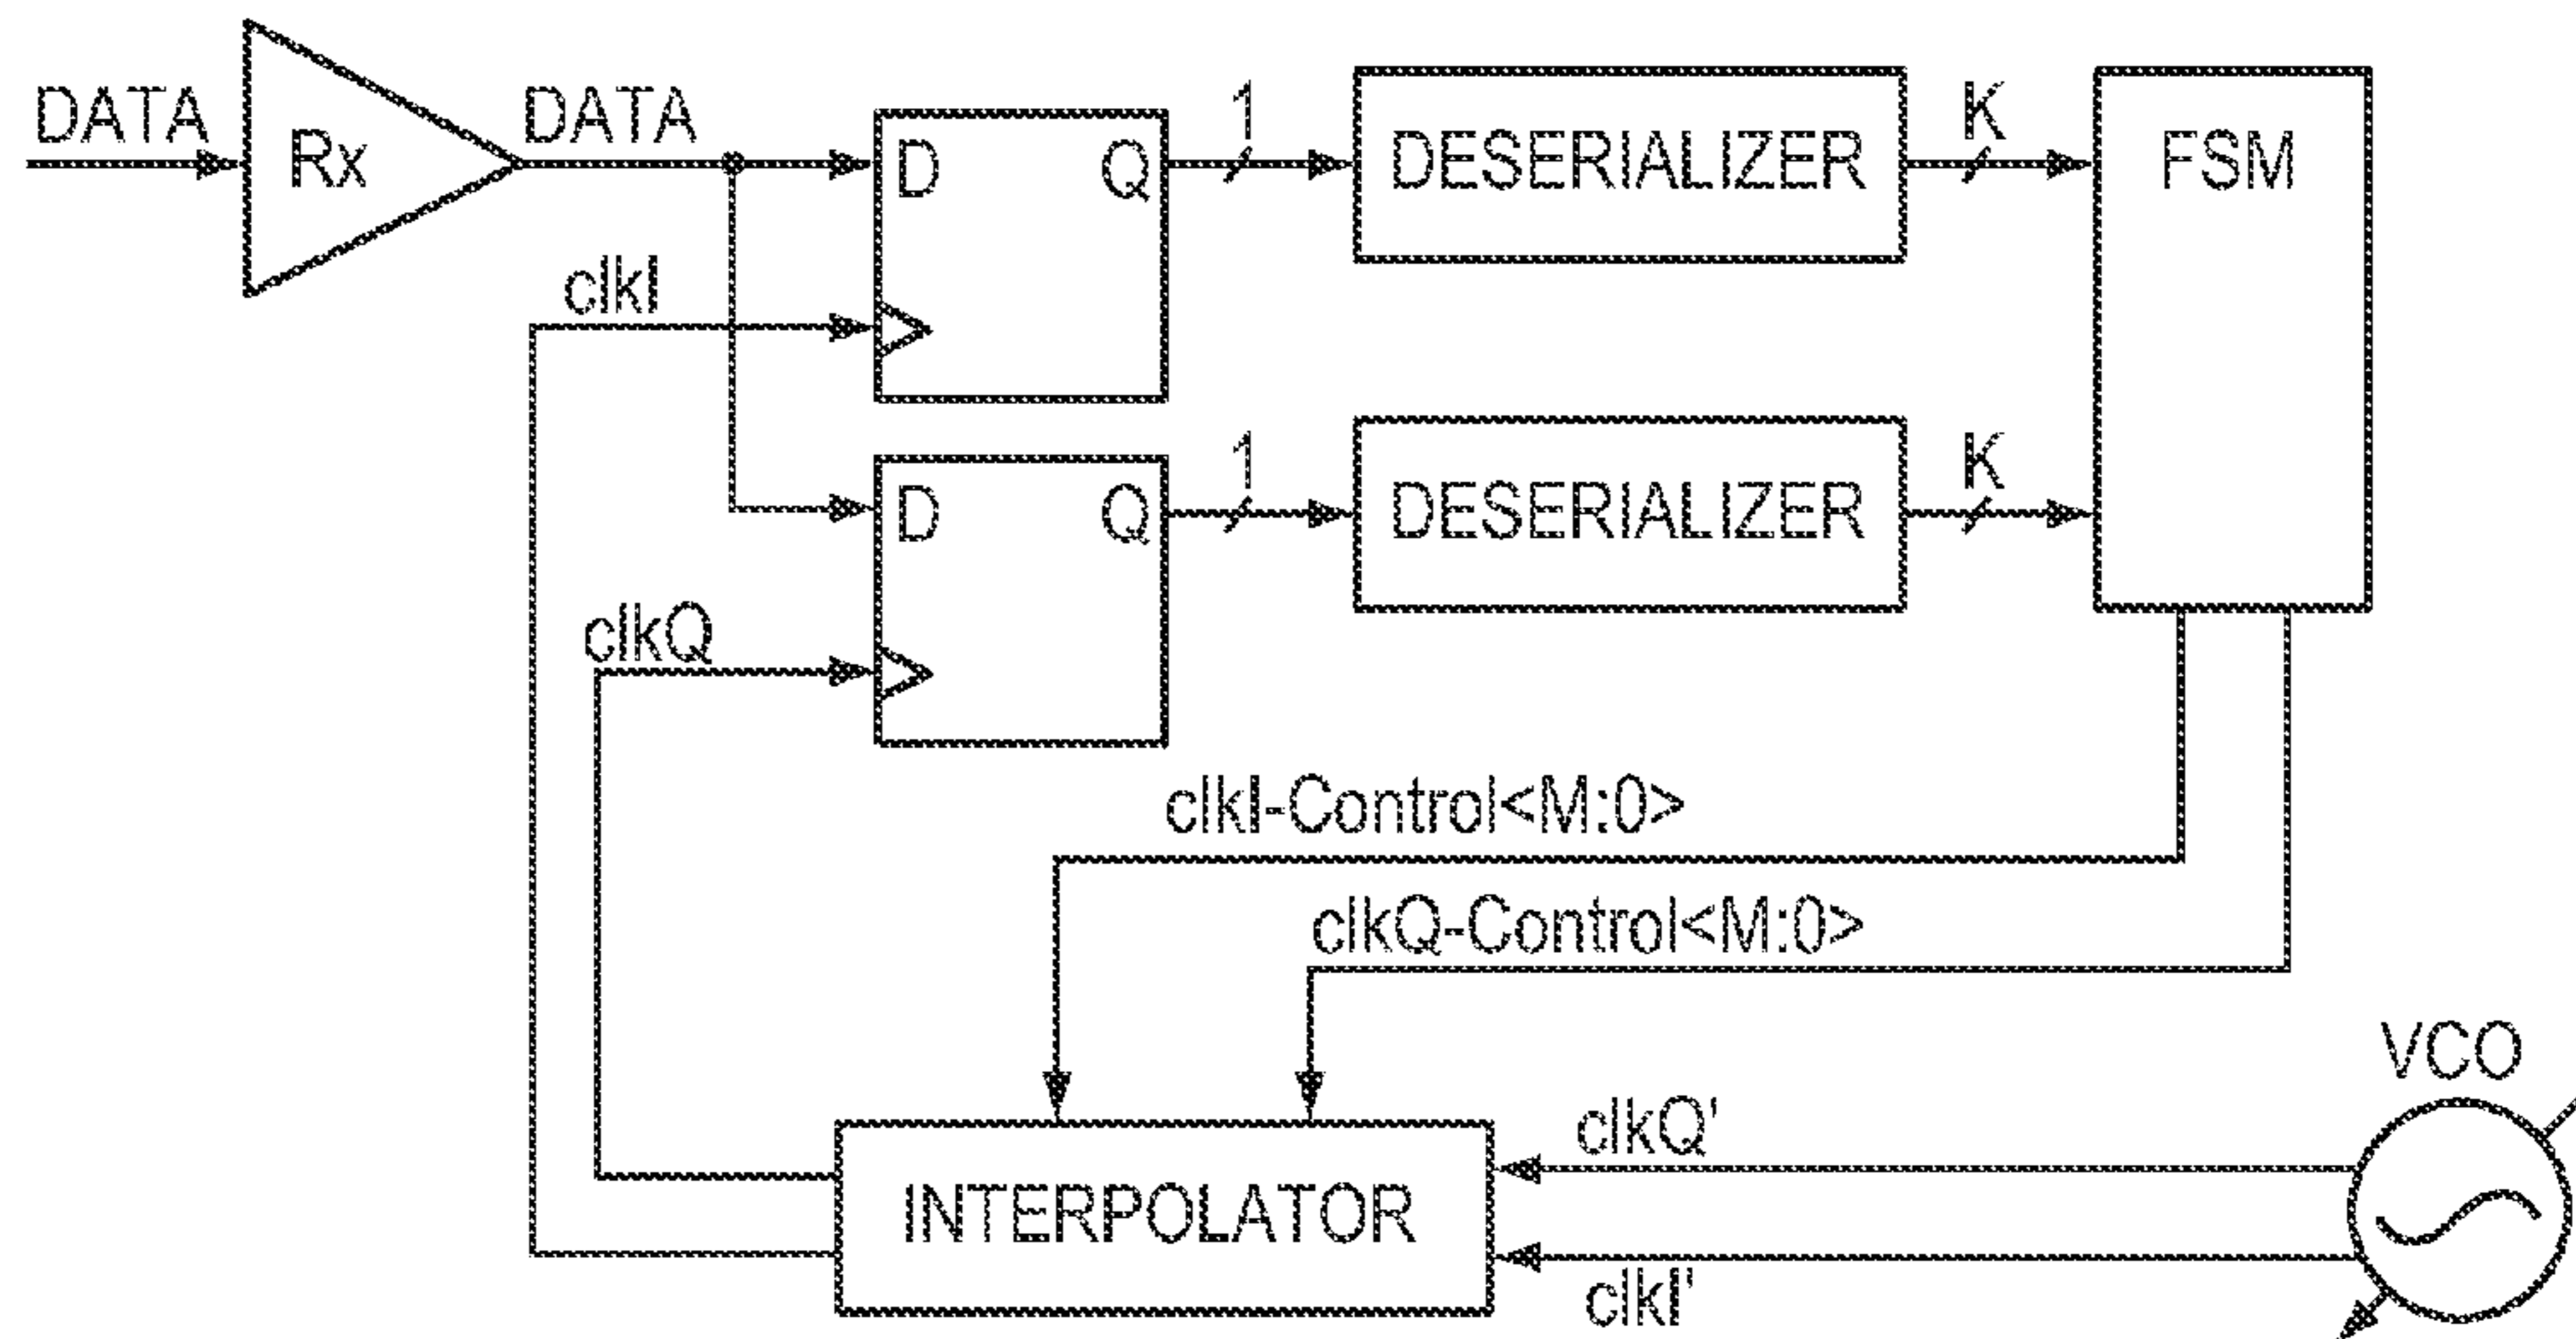 DATA
Rx
DATA
D
Q
1
DESERIALIZER
K
FSM
clkI
D
Q
1
DESERIALIZER
K
clkQ
clkI-Control<M:0>
clkQ-Control<M:0>
VCO
clkQ'
INTERPOLATOR
clkI'